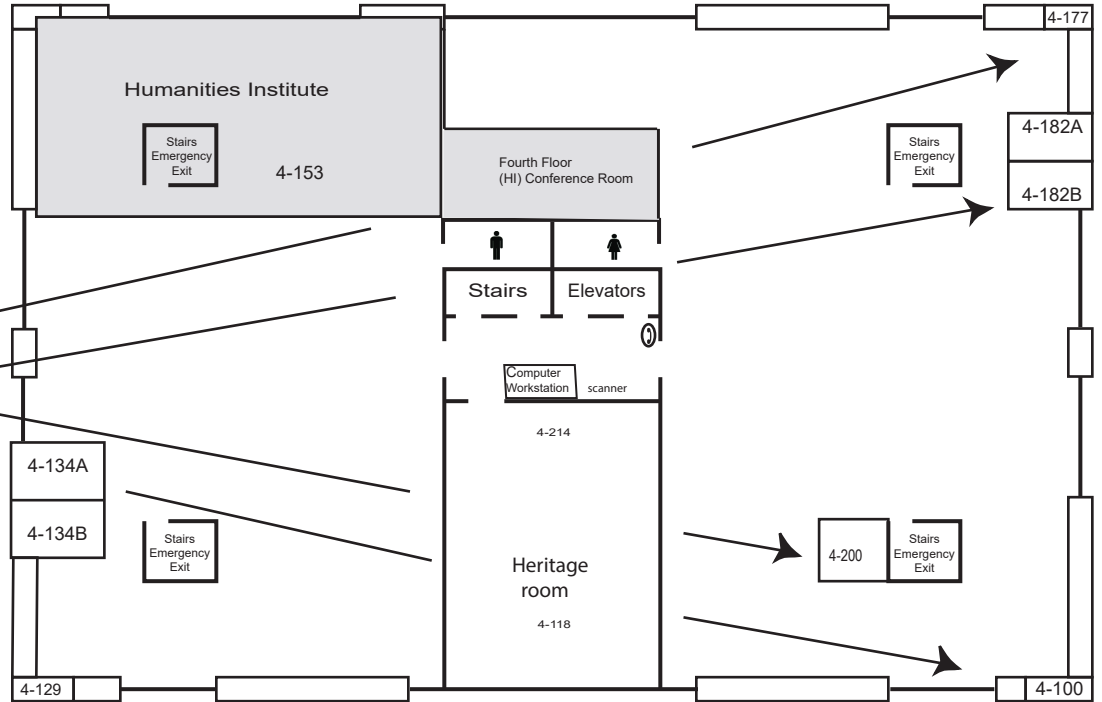 4-177
Humanities Institute
Stairs
Emergency
Exit
4-153
Fourth Floor
(HI) Conference Room
Stairs
Emergency
Exit
4-182A
4-182B
Stairs
Elevators
Computer
Workstation
scanner
4-214
4-134A
4-134B
Stairs
Emergency
Exit
Heritage
room
4-118
4-200
Stairs
Emergency
Exit
4-129
4-100